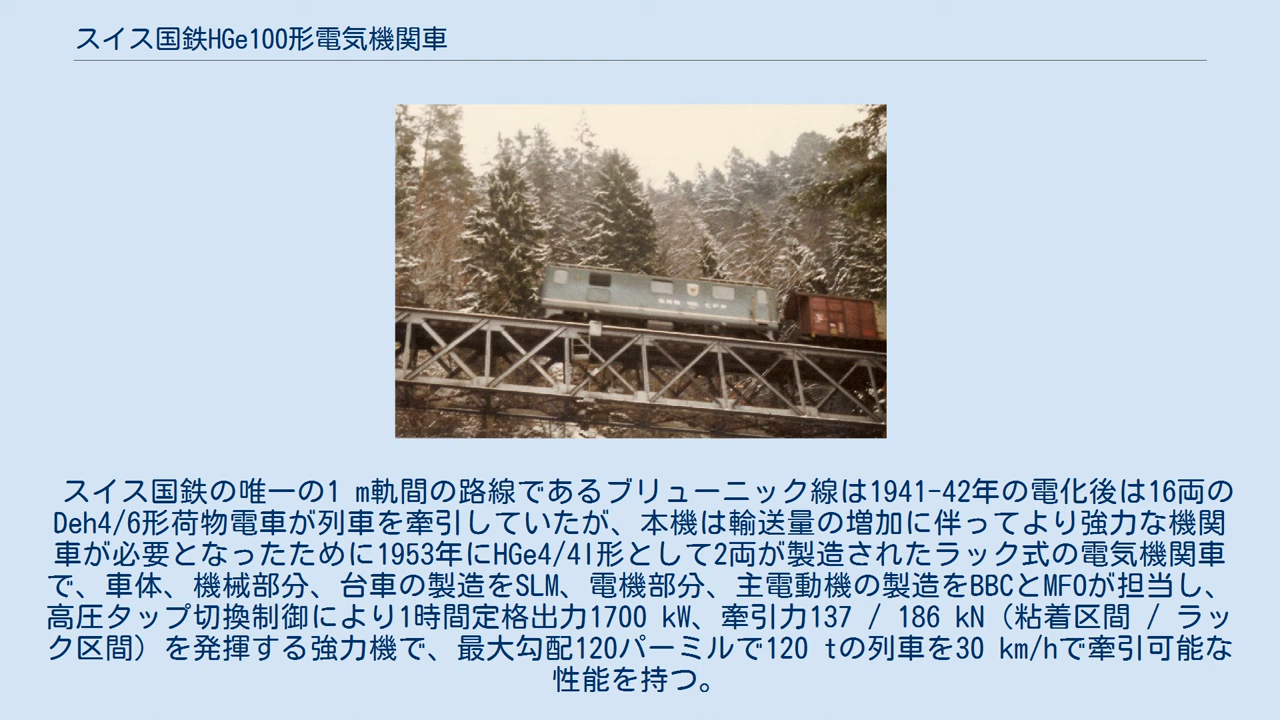 スイス国鉄HGe100形電気機関車
SBB CFF
スイス国鉄の唯一の1 m軌間の路線であるブリューニック線は1941-42年の電化後は16両の
Deh4/6形荷物電車が列車を牽引していたが、本機は輸送量の増加に伴ってより強力な機関
車が必要となったために1953年にHGe4/4I形として2両が製造されたラック式の電気機関車
で、車体、機械部分、台車の製造をSLM、電機部分、主電動機の製造をBBCとMFOが担当し、
高圧タップ切換制御により1時間定格出力1700 kW、牽引力137 / 186 kN（粘着区間 / ラッ
ク区間）を発揮する強力機で、最大勾配120パーミルで120 tの列車を30 km/hで牽引可能な
性能を持つ。